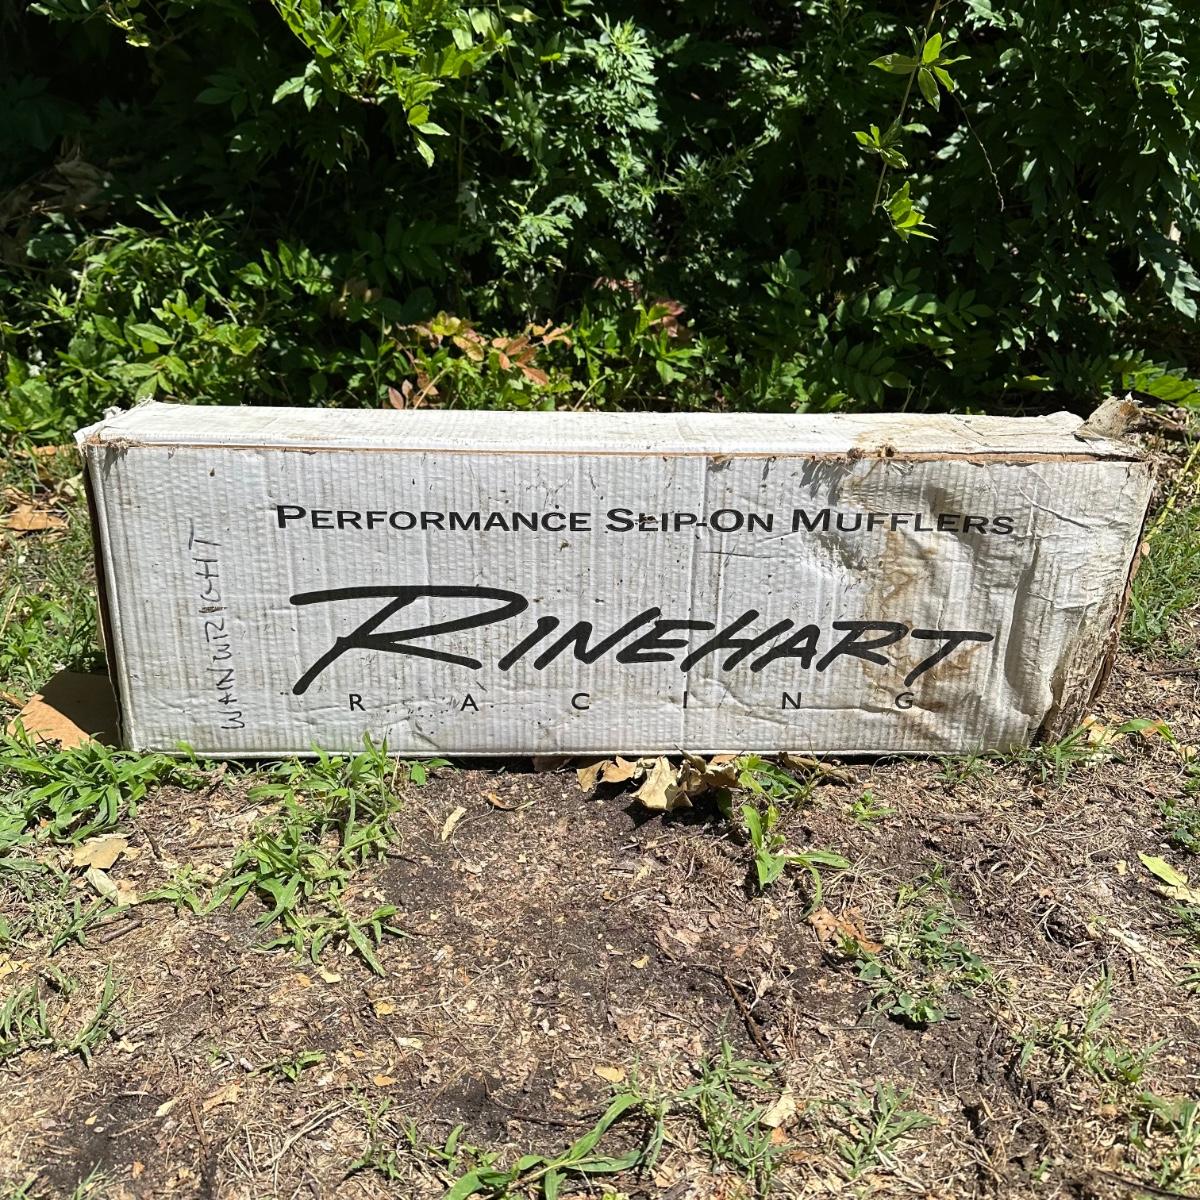 PERFORMANCE SLIP-ON MUFFLERS
RINEHART
RACING
WAINWRIGHT